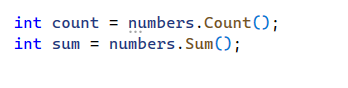 int count = numbers.Count();
int sum = numbers.Sum();